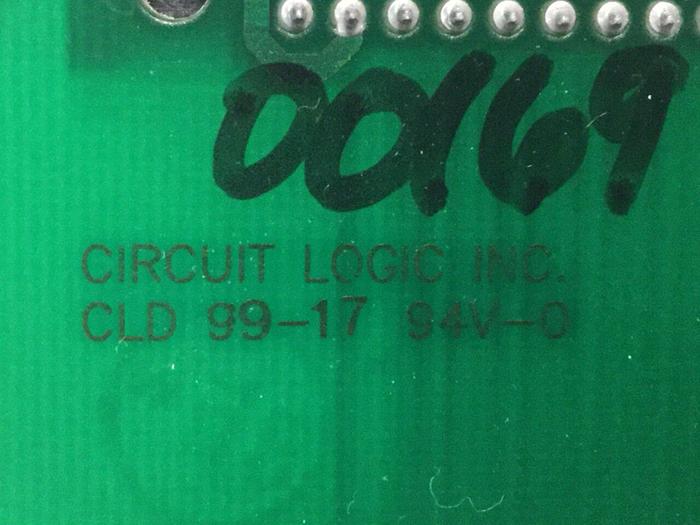 00169
CIRCUIT LOGIC INC.
CLD 99-17 94V-0